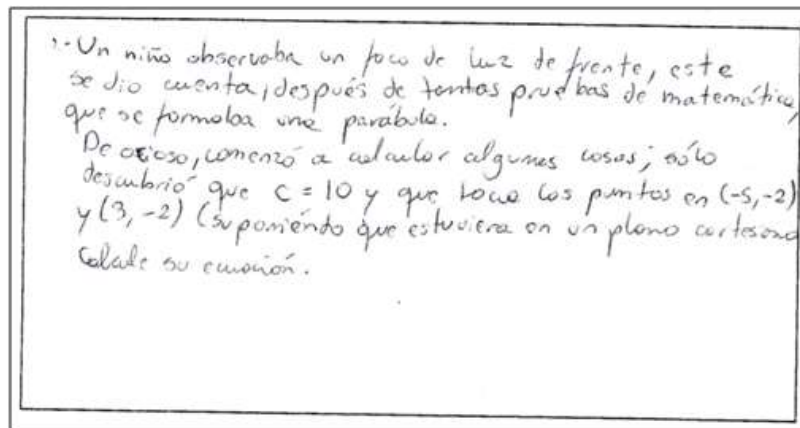 1.- Un niño observaba un foco de luz de frente, este
se dio cuenta, después de tantas pruebas de matemática,
que se formaba una parábola.
De ocioso, comenzó a calcular algunas cosas; sólo
descubrió que c = 10 y que toca los puntos en (-5,-2)
y (3, -2) (suponiendo que estuviera en un plano cartesiano
Calcule su ecuación.